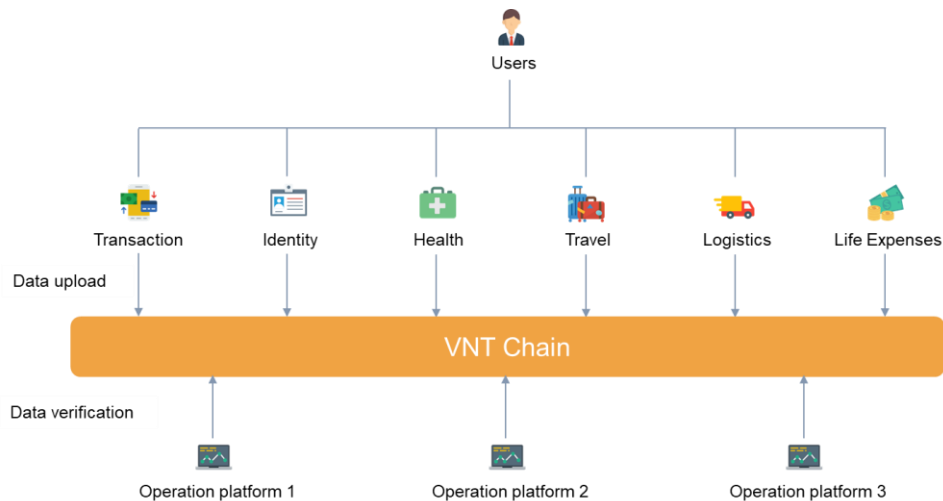 Users
Transaction
Identity
Health
Travel
Logistics
Life Expenses
Data upload
VNT Chain
Data verification
Operation platform 1
Operation platform 2
Operation platform 3